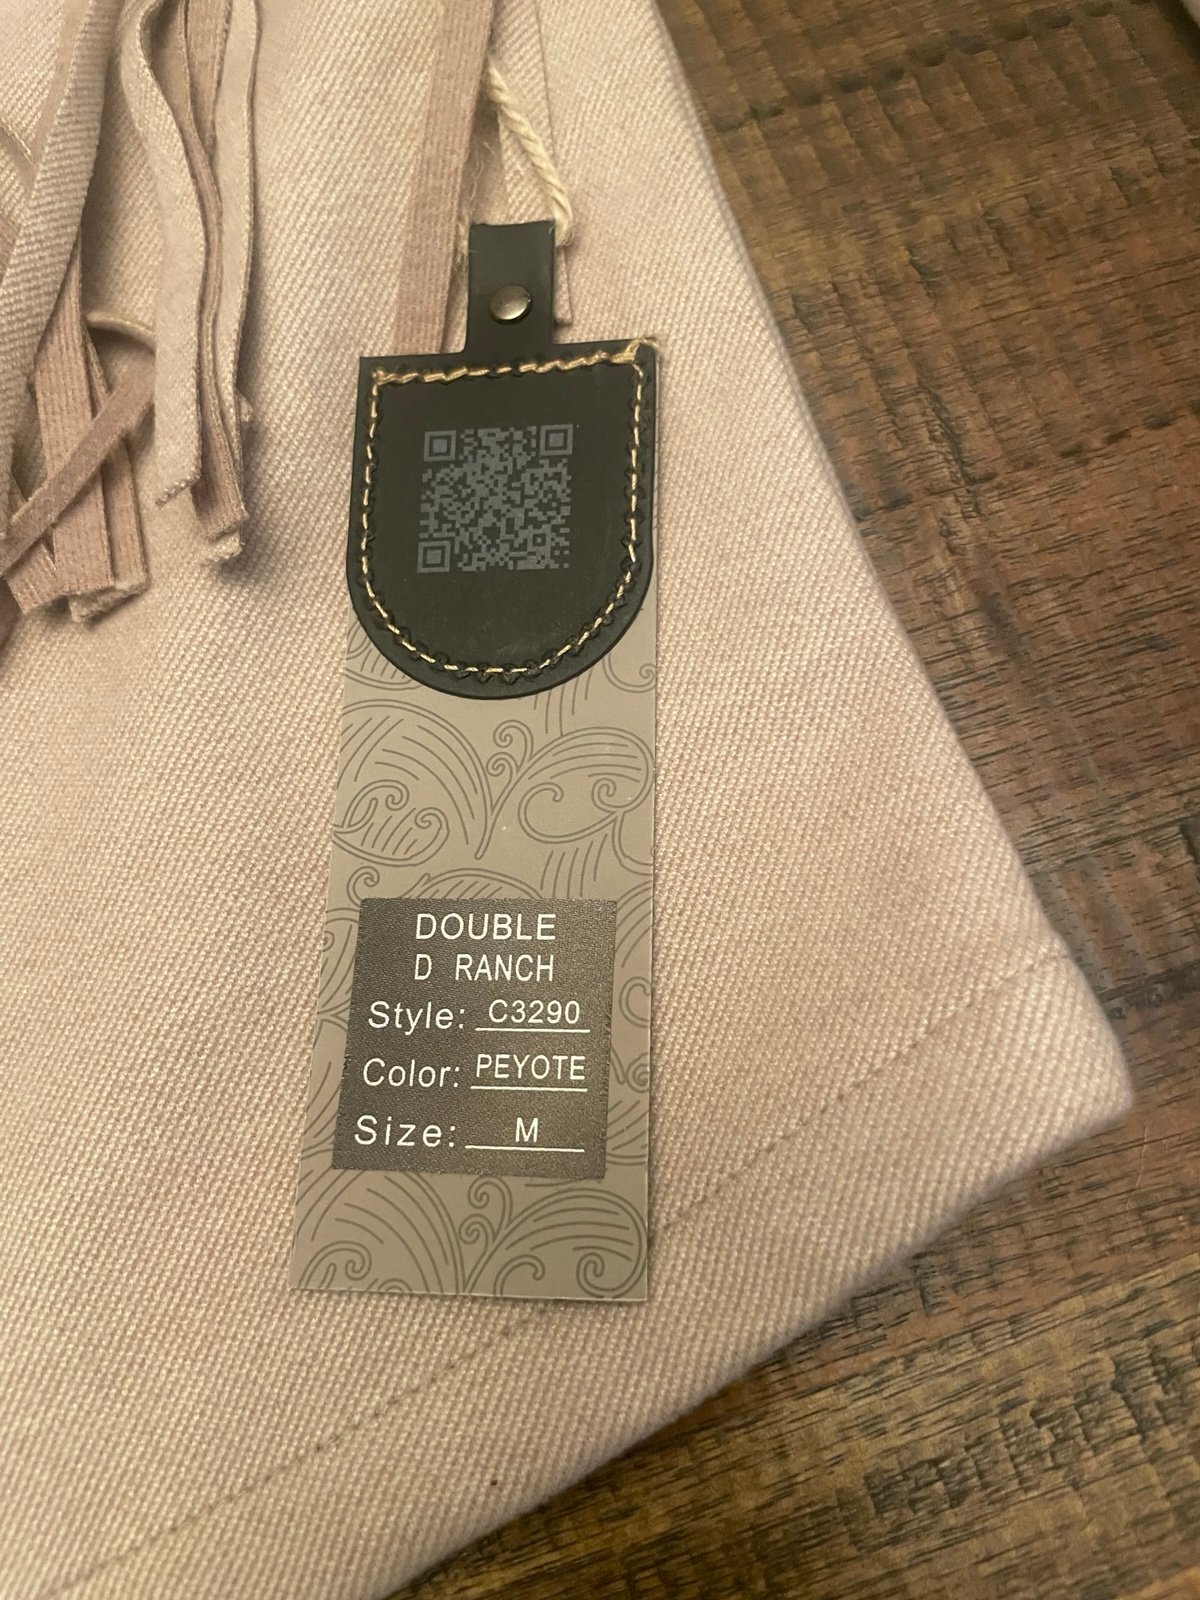 DOUBLE
D RANCH
Style: C3290
Color: PEYOTE
Size: M